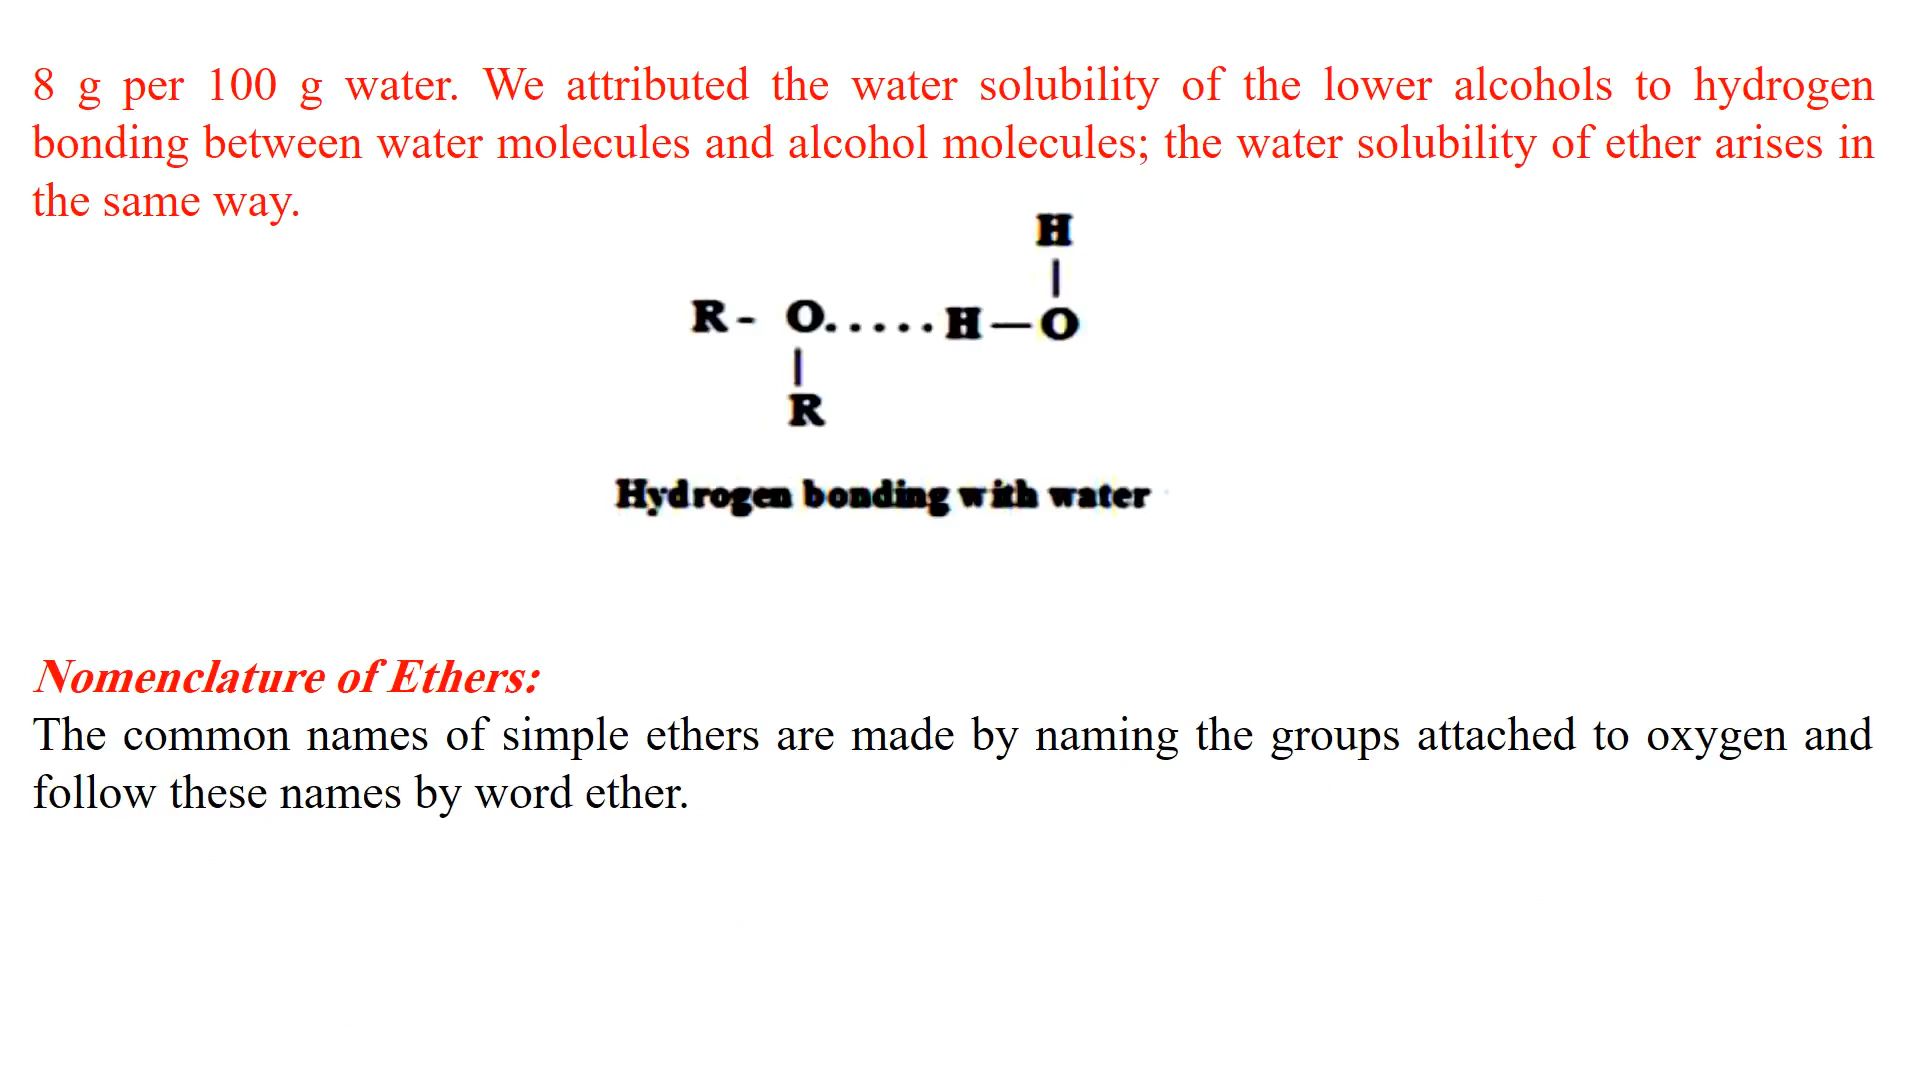 8 g per 100 g water. We attributed the water solubility of the lower alcohols to hydrogen
bonding between water molecules and alcohol molecules; the water solubility of ether arises in
the same way.
H
|
R- O.....H—O
|
R
Hydrogen bonding with water
Nomenclature of Ethers:
The common names of simple ethers are made by naming the groups attached to oxygen and
follow these names by word ether.